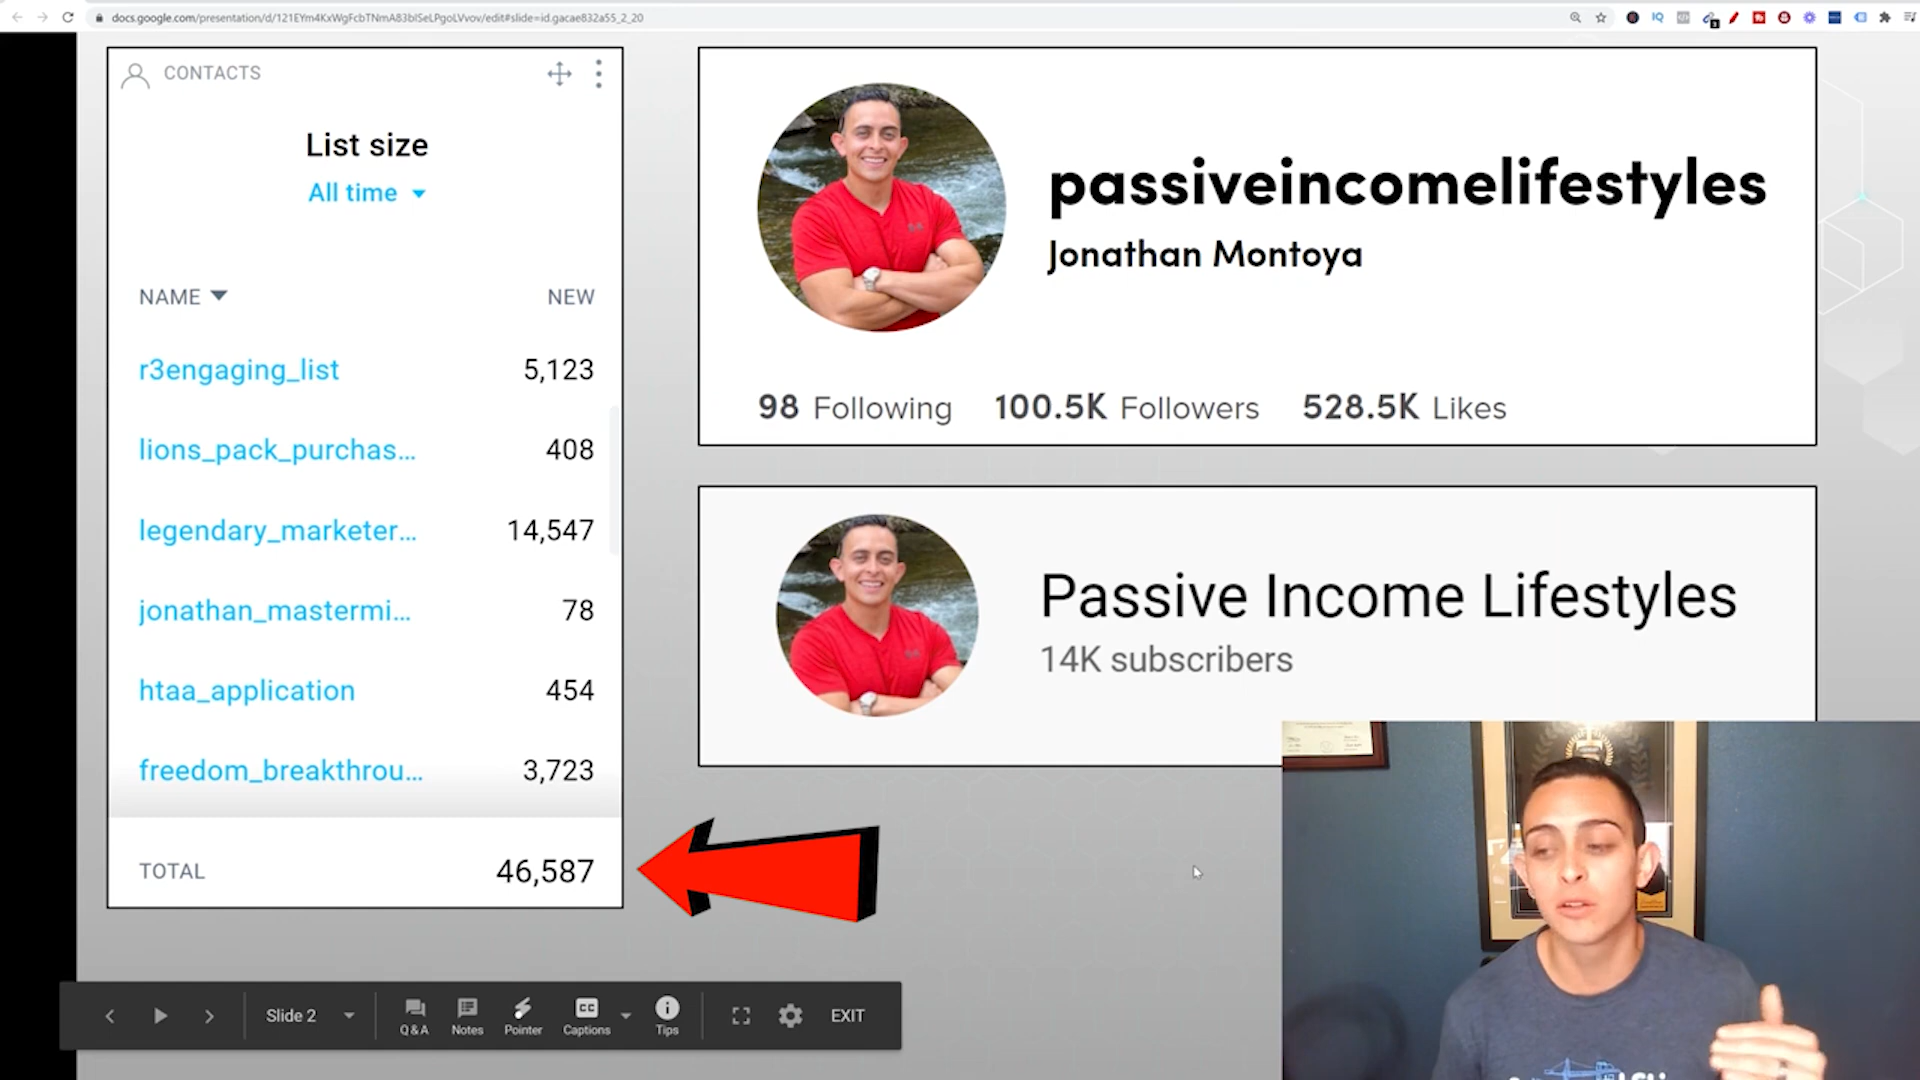 docs.google.com/presentation/d/121EYm4KxWgFcbTNmA83bISeLPgoLVvov/edit#slide=id.gacae832a55_2_20
CONTACTS
List size
All time
NAME NEW
r3engaging_list 5,123
lions_pack_purchas... 408
legendary_marketer... 14,547
jonathan_mastermi... 78
htaa_application 454
freedom_breakthrou... 3,723
TOTAL 46,587
passiveincomelifestyles
Jonathan Montoya
98 Following 100.5K Followers 528.5K Likes
Passive Income Lifestyles
14K subscribers
Slide 2
Q&A
Notes
Pointer
CC
Captions
Tips
EXIT